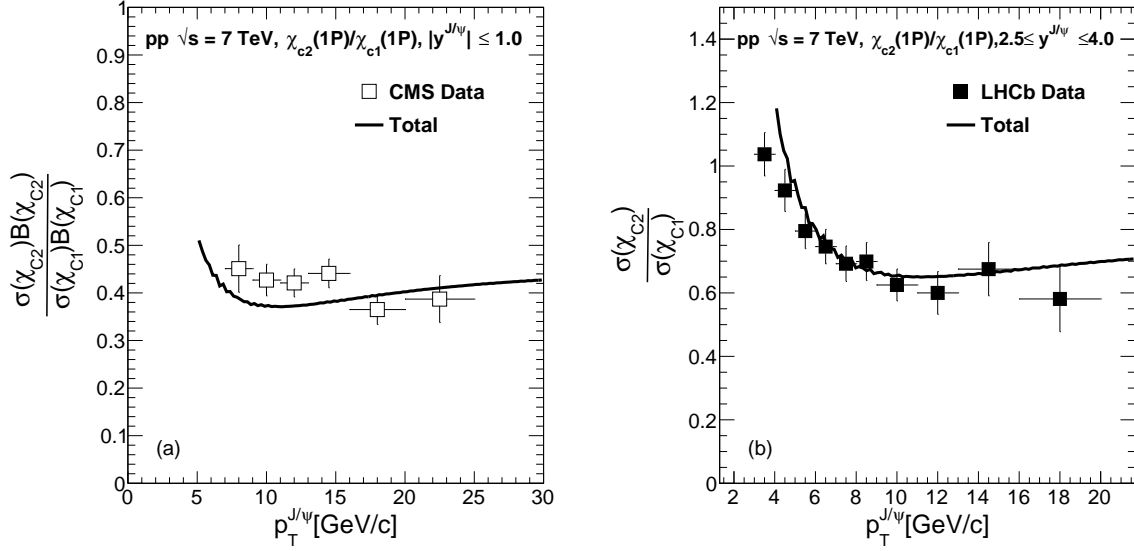 pp √s = 7 TeV, χc2(1P)/χc1(1P), |y^J/ψ| ≤ 1.0
CMS Data
Total
σ(χC2)B(χC2)
σ(χC1)B(χC1)
1
0.9
0.8
0.7
0.6
0.5
0.4
0.3
0.2
0.1
0
(a)
0 5 10 15 20 25 30
pT^J/ψ[GeV/c]
pp √s = 7 TeV, χc2(1P)/χc1(1P),2.5≤ y^J/ψ ≤4.0
LHCb Data
Total
σ(χC2)
σ(χC1)
1.4
1.2
1
0.8
0.6
0.4
0.2
0
(b)
2 4 6 8 10 12 14 16 18 20
pT^J/ψ[GeV/c]